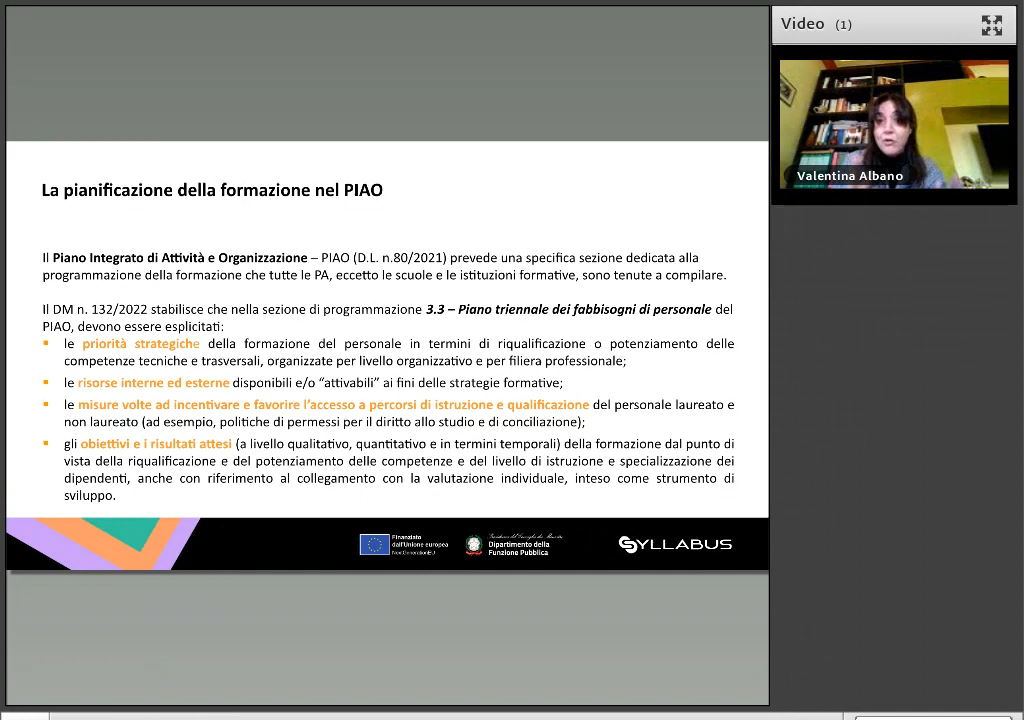 Video (1)
Valentina Albano
La pianificazione della formazione nel PIAO
Il Piano Integrato di Attività e Organizzazione – PIAO (D.L. n.80/2021) prevede una specifica sezione dedicata alla
programmazione della formazione che tutte le PA, eccetto le scuole e le istituzioni formative, sono tenute a compilare.
Il DM n. 132/2022 stabilisce che nella sezione di programmazione 3.3 – Piano triennale dei fabbisogni di personale del
PIAO, devono essere esplicitati:
▪ le priorità strategiche della formazione del personale in termini di riqualificazione o potenziamento delle
competenze tecniche e trasversali, organizzate per livello organizzativo e per filiera professionale;
▪ le risorse interne ed esterne disponibili e/o “attivabili” ai fini delle strategie formative;
▪ le misure volte ad incentivare e favorire l’accesso a percorsi di istruzione e qualificazione del personale laureato e
non laureato (ad esempio, politiche di permessi per il diritto allo studio e di conciliazione);
▪ gli obiettivi e i risultati attesi (a livello qualitativo, quantitativo e in termini temporali) della formazione dal punto di
vista della riqualificazione e del potenziamento delle competenze e del livello di istruzione e specializzazione dei
dipendenti, anche con riferimento al collegamento con la valutazione individuale, inteso come strumento di
sviluppo.
Finanziato
dall'Unione europea
NextGenerationEU
Presidenza del Consiglio dei Ministri
Dipartimento della
Funzione Pubblica
SYLLABUS